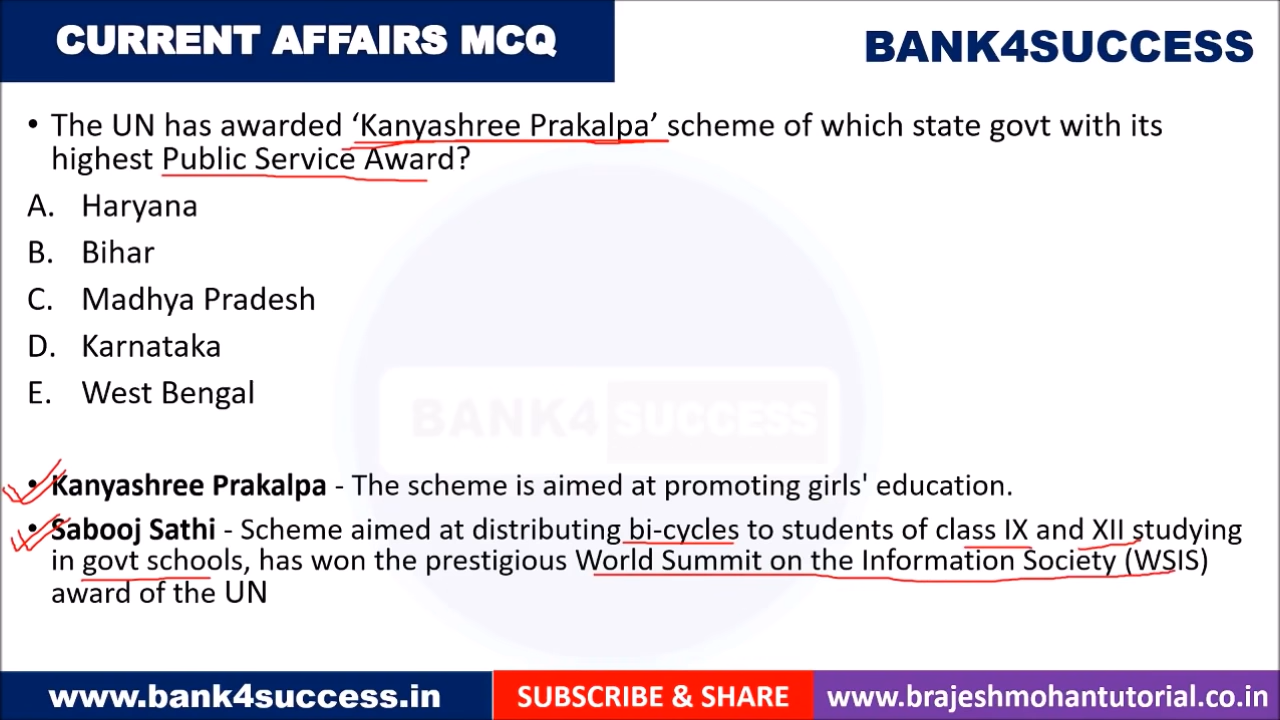 CURRENT AFFAIRS MCQ
BANK4SUCCESS
• The UN has awarded ‘Kanyashree Prakalpa’ scheme of which state govt with its
highest Public Service Award?
A. Haryana
B. Bihar
C. Madhya Pradesh
D. Karnataka
E. West Bengal
BANK4 SUCCESS
• Kanyashree Prakalpa - The scheme is aimed at promoting girls' education.
• Sabooj Sathi - Scheme aimed at distributing bi-cycles to students of class IX and XII studying
in govt schools, has won the prestigious World Summit on the Information Society (WSIS)
award of the UN
www.bank4success.in
SUBSCRIBE & SHARE
www.brajeshmohantutorial.co.in